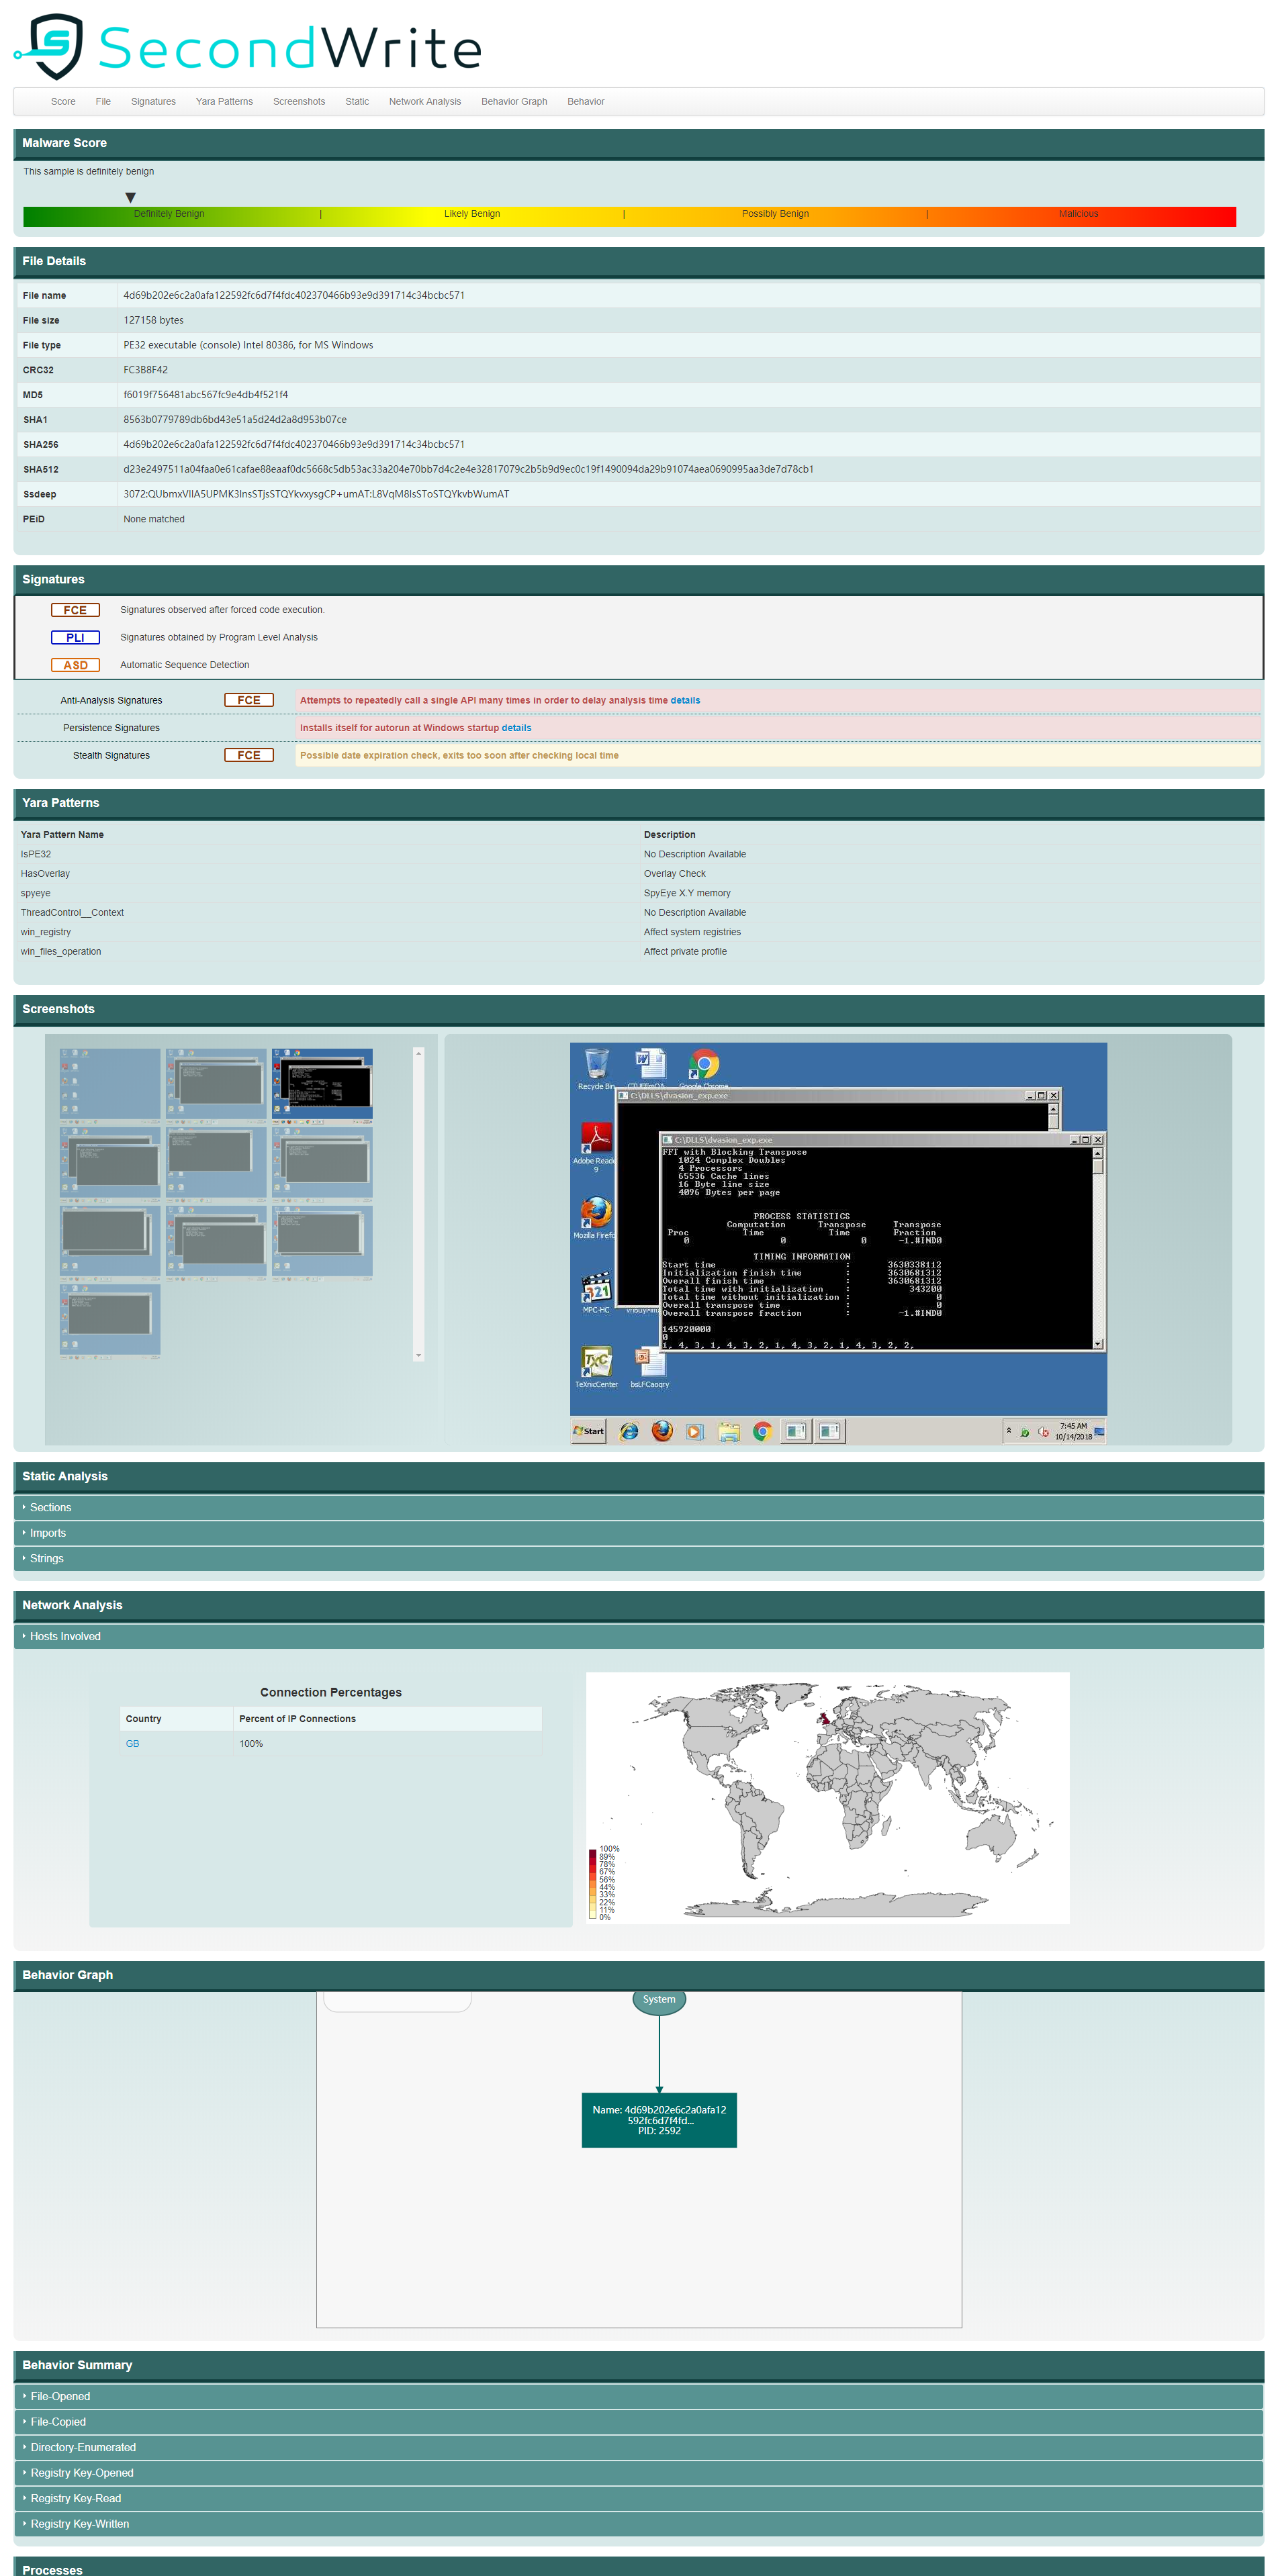 SecondWrite
Score File Signatures Yara Patterns Screenshots Static Network Analysis Behavior Graph Behavior
Malware Score
This sample is definitely benign
Definitely Benign | Likely Benign | Possibly Benign | Malicious
File Details
File name 4d69b202e6c2a0afa122592fc6d7f4fdc402370466b93e9d391714c34bcbc571
File size 127158 bytes
File type PE32 executable (console) Intel 80386, for MS Windows
CRC32 FC3B8F42
MD5 f6019f756481abc567fc9e4db4f521f4
SHA1 8563b0779789db6bd43e51a5d24d2a8d953b07ce
SHA256 4d69b202e6c2a0afa122592fc6d7f4fdc402370466b93e9d391714c34bcbc571
SHA512 d23e2497511a04faa0e61cafae88eaaf0dc5668c5db53ac33a204e70bb7d4c2e4e32817079c2b5b9d9ec0c19f1490094da29b91074aea0690995aa3de7d78cb1
Ssdeep 3072:QUbmxVIIA5UPMK3InsSTjsSTQYkvxysgCP+umAT:L8VqM8IsSToSTQYkvbWumAT
PEiD None matched
Signatures
FCE Signatures observed after forced code execution.
PLI Signatures obtained by Program Level Analysis
ASD Automatic Sequence Detection
Anti-Analysis Signatures FCE Attempts to repeatedly call a single API many times in order to delay analysis time details
Persistence Signatures Installs itself for autorun at Windows startup details
Stealth Signatures FCE Possible date expiration check, exits too soon after checking local time
Yara Patterns
Yara Pattern Name Description
IsPE32 No Description Available
HasOverlay Overlay Check
spyeye SpyEye X.Y memory
ThreadControl__Context No Description Available
win_registry Affect system registries
win_files_operation Affect private profile
Screenshots
Recycle Bin Google Chrome
C:\DLLS\dvasion_exp.exe
C:\DLLS\dvasion_exp.exe
Adobe Reade
9
Mozilla Firefo
MPC-HC
TeXnicCenter bsLFCaoqry
FFT with Blocking Transpose
1024 Complex Doubles
4 Processors
65536 Cache lines
16 Byte line size
4096 Bytes per page
PROCESS STATISTICS
Computation Transpose Transpose
Proc Time Time Fraction
0 0 0 -1.#IND0
TIMING INFORMATION
Start time : 3630338112
Initialization finish time : 3630681312
Overall finish time : 3630681312
Total time with initialization : 343200
Total time without initialization : 0
Overall transpose time : 0
Overall transpose fraction : -1.#IND0
145920000
0
1, 4, 3, 1, 4, 3, 2, 1, 4, 3, 2, 1, 4, 3, 2, 2,
Start
7:45 AM
10/14/2018
Static Analysis
Sections
Imports
Strings
Network Analysis
Hosts Involved
Connection Percentages
Country Percent of IP Connections
GB 100%
100%
89%
78%
67%
56%
44%
33%
22%
11%
0%
Behavior Graph
System
Name: 4d69b202e6c2a0afa12
592fc6d7f4fd...
PID: 2592
Behavior Summary
File-Opened
File-Copied
Directory-Enumerated
Registry Key-Opened
Registry Key-Read
Registry Key-Written
Processes